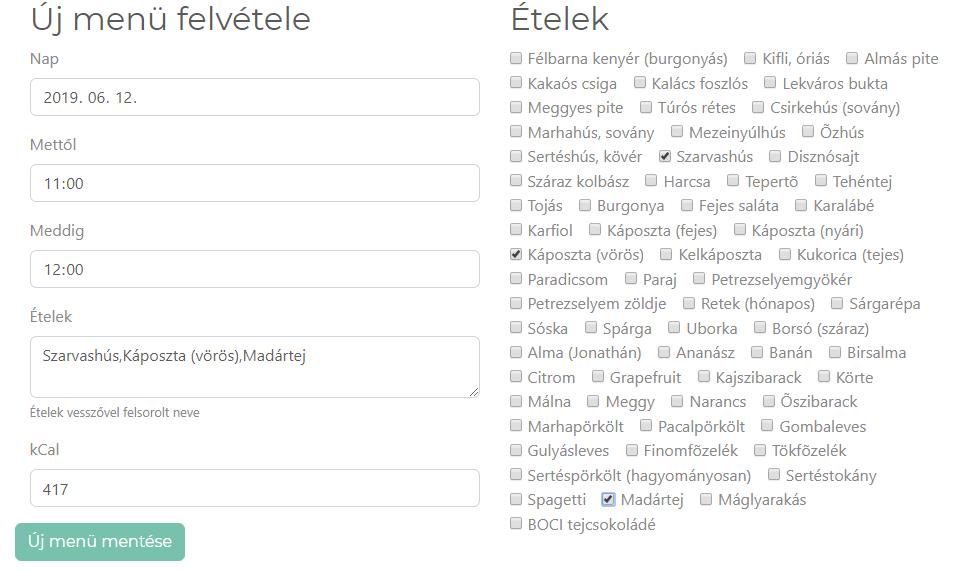 Új menü felvétele
Nap
2019. 06. 12.
Mettől
11:00
Meddig
12:00
Ételek
Szarvashús,Káposzta (vörös),Madártej
Ételek vesszővel felsorolt neve
kCal
417
Új menü mentése
Ételek
Félbarna kenyér (burgonyás) Kifli, óriás Almás pite
Kakaós csiga Kalács foszlós Lekváros bukta
Meggyes pite Túrós rétes Csirkehús (sovány)
Marhahús, sovány Mezeinyúlhús Õzhús
Sertéshús, kövér Szarvashús Disznósajt
Száraz kolbász Harcsa Tepertõ Tehéntej
Tojás Burgonya Fejes saláta Karalábé
Karfiol Káposzta (fejes) Káposzta (nyári)
Káposzta (vörös) Kelkáposzta Kukorica (tejes)
Paradicsom Paraj Petrezselyemgyökér
Petrezselyem zöldje Retek (hónapos) Sárgarépa
Sóska Spárga Uborka Borsó (száraz)
Alma (Jonathán) Ananász Banán Birsalma
Citrom Grapefruit Kajszibarack Körte
Málna Meggy Narancs Õszibarack
Marhapörkölt Pacalpörkölt Gombaleves
Gulyásleves Finomfõzelék Tökfõzelék
Sertéspörkölt (hagyományosan) Sertéstokány
Spagetti Madártej Máglyarakás
BOCI tejcsokoládé